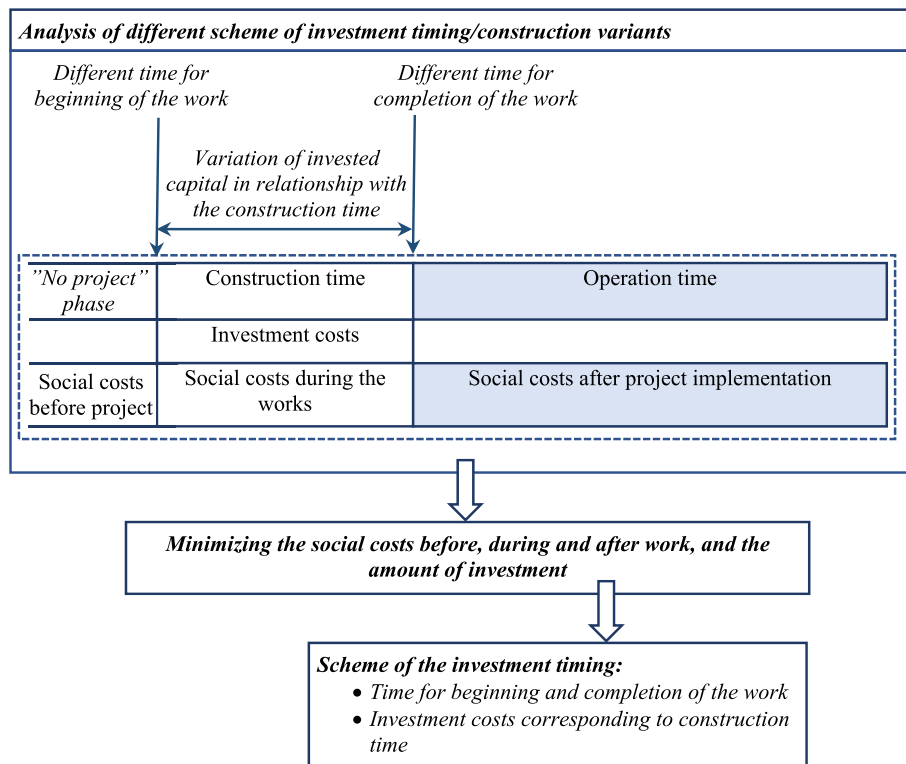 Analysis of different scheme of investment timing/construction variants
Different time for
beginning of the work
Different time for
completion of the work
Variation of invested
capital in relationship with
the construction time
”No project”
phase
Construction time
Operation time
Investment costs
Social costs
before project
Social costs during the
works
Social costs after project implementation
Minimizing the social costs before, during and after work, and the
amount of investment
Scheme of the investment timing:
• Time for beginning and completion of the work
• Investment costs corresponding to construction
time